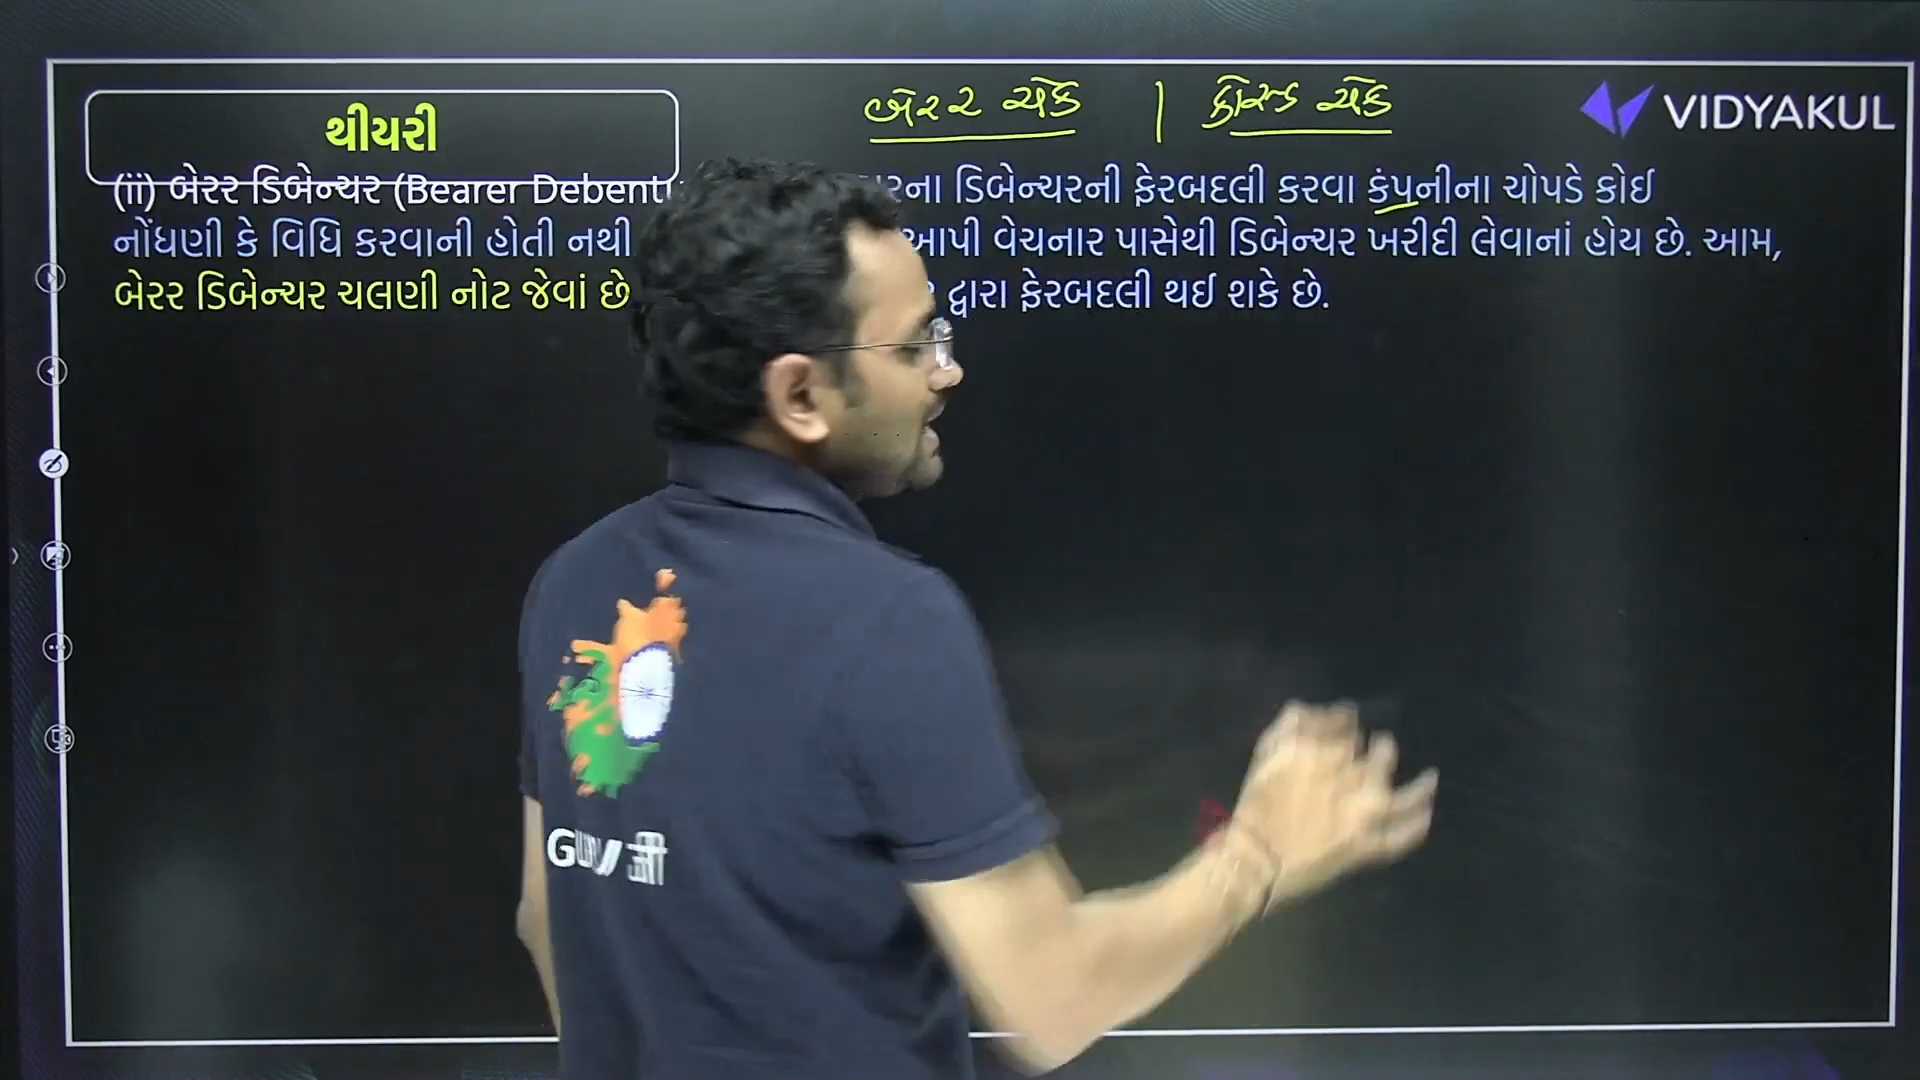 બેરર ચેક | ક્રોસ્ડ ચેક
VIDYAKUL
થીયરી
(ii) બેરર ડિબેન્ચર (Bearer Debent ના ડિબેન્ચરની ફેરબદલી કરવા કંપનીના ચોપડે કોઈ
નોંધણી કે વિધિ કરવાની હોતી નથી આપી વેચનાર પાસેથી ડિબેન્ચર ખરીદી લેવાનાં હોય છે. આમ,
બેરર ડિબેન્ચર ચલણી નોટ જેવાં છે દ્વારા ફેરબદલી થઈ શકે છે.
जी